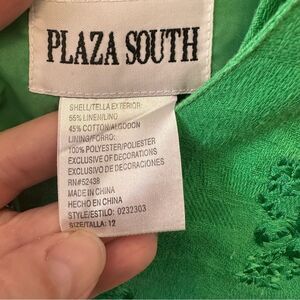 PLAZA SOUTH
SHELL/TELLA EXTERIOR:
55% LINEN/LINO
45% COTTON/ALGODON
LINING/FORRO:
100% POLYESTER/POLIESTER
EXCLUSIVE OF DECORATIONS
EXCLUSIVO DE DECORACIONES
RN#52438
MADE IN CHINA
HECHO EN CHINA
STYLE/ESTILO: 0232303
SIZE/TALLA: 12